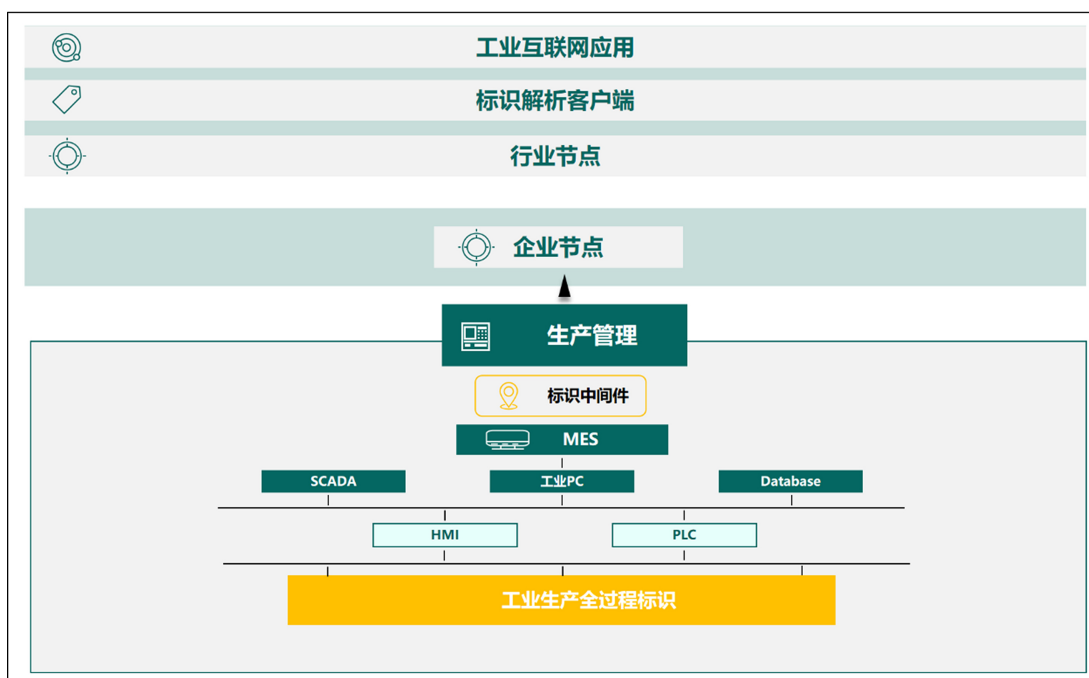 工业互联网应用
标识解析客户端
行业节点
企业节点
生产管理
标识中间件
MES
SCADA
工业PC
Database
HMI
PLC
工业生产全过程标识